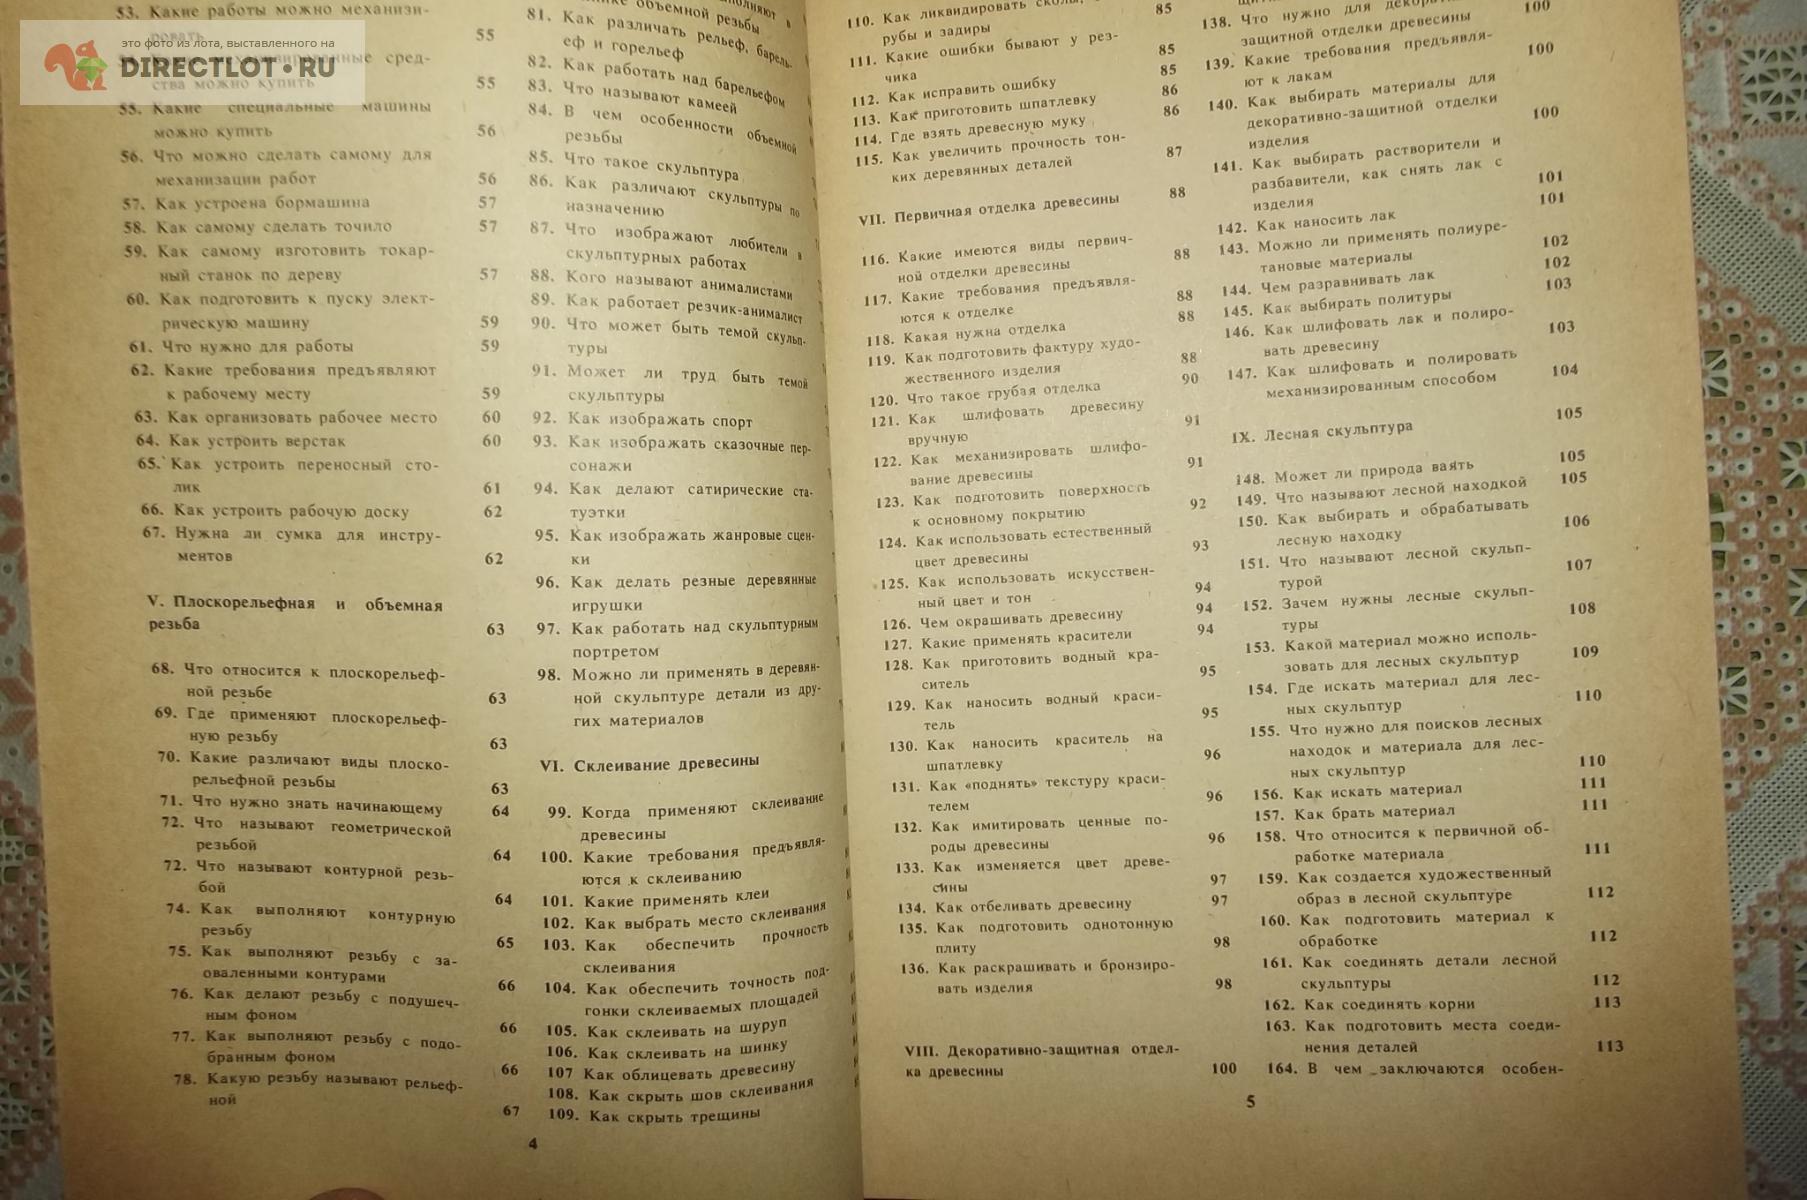 это фото из лота, выставленного на
DIRECTLOT.RU
53. Какие работы можно механизи-
ровать 55
средства можно купить 55
55. Какие специальные машины
можно купить 56
56. Что можно сделать самому для
механизации работ 56
57. Как устроена бормашина 57
58. Как самому сделать точило 57
59. Как самому изготовить токар-
ный станок по дереву 57
60. Как подготовить к пуску элект-
рическую машину 59
61. Что нужно для работы 59
62. Какие требования предъявляют
к рабочему месту 59
63. Как организовать рабочее место 60
64. Как устроить верстак 60
65. Как устроить переносный сто-
лик 61
66. Как устроить рабочую доску 62
67. Нужна ли сумка для инстру-
ментов 62
V. Плоскорельефная и объемная
резьба 63
68. Что относится к плоскорельеф-
ной резьбе 63
69. Где применяют плоскорельеф-
ную резьбу 63
70. Какие различают виды плоско-
рельефной резьбы 63
71. Что нужно знать начинающему 64
72. Что называют геометрической
резьбой 64
72. Что называют контурной резь-
бой 64
74. Как выполняют контурную
резьбу 65
75. Как выполняют резьбу с за-
оваленными контурами 66
76. Как делают резьбу с подушеч-
ным фоном 66
77. Как выполняют резьбу с подо-
бранным фоном 66
78. Какую резьбу называют рельеф-
ной 67
объемной резьбы
81. Как различать рельеф, барель-
еф и горельеф
82. Как работать над барельефом
83. Что называют камеей
84. В чем особенности объемной
резьбы
85. Что такое скульптура
86. Как различают скульптуры по
назначению
87. Что изображают любители в
скульптурных работах
88. Кого называют анималистами
89. Как работает резчик-анималист
90. Что может быть темой скульп-
туры
91. Может ли труд быть темой
скульптуры
92. Как изображать спорт
93. Как изображать сказочные пер-
сонажи
94. Как делают сатирические ста-
туэтки
95. Как изображать жанровые сцен-
ки
96. Как делать резные деревянные
игрушки
97. Как работать над скульптурным
портретом
98. Можно ли применять в деревян-
ной скульптуре детали из дру-
гих материалов
VI. Склеивание древесины
99. Когда применяют склеивание
древесины
100. Какие требования предъявля-
ются к склеиванию
101. Какие применять клеи
102. Как выбрать место склеивания
103. Как обеспечить прочность
склеивания
104. Как обеспечить точность под-
гонки склеиваемых площадей
105. Как склеивать на шуруп
106. Как склеивать на шинку
107 Как облицевать древесину
108. Как скрыть шов склеивания
109. Как скрыть трещины
4
110. Как ликвидировать сколы,
рубы и задиры 85
111. Какие ошибки бывают у рез-
чика 85
112. Как исправить ошибку 85
113. Как приготовить шпатлевку 86
114. Где взять древесную муку 86
115. Как увеличить прочность тон-
ких деревянных деталей 87
VII. Первичная отделка древесины 88
116. Какие имеются виды первич-
ной отделки древесины 88
117. Какие требования предъявля-
ются к отделке 88
118. Какая нужна отделка 88
119. Как подготовить фактуру худо-
жественного изделия 88
120. Что такое грубая отделка 90
121. Как шлифовать древесину
вручную 91
122. Как механизировать шлифо-
вание древесины 91
123. Как подготовить поверхность
к основному покрытию 92
124. Как использовать естественный
цвет древесины 93
125. Как использовать искусствен-
ный цвет и тон 94
126. Чем окрашивать древесину 94
127. Какие применять красители 94
128. Как приготовить водный кра-
ситель 95
129. Как наносить водный краси-
тель 95
130. Как наносить краситель на
шпатлевку 96
131. Как «поднять» текстуру краси-
телем 96
132. Как имитировать ценные по-
роды древесины 96
133. Как изменяется цвет древе-
сины 97
134. Как отбеливать древесину 97
135. Как подготовить однотонную
плиту 98
136. Как раскрашивать и бронзиро-
вать изделия 98
VIII. Декоративно-защитная отдел-
ка древесины 100
138. Что нужно для декоративно-
защитной отделки древесины 100
139. Какие требования предъявля-
ют к лакам 100
140. Как выбирать материалы для
декоративно-защитной отделки
изделия 100
141. Как выбирать растворители и
разбавители, как снять лак с
изделия 101
142. Как наносить лак 101
143. Можно ли применять полиуре-
тановые материалы 102
144. Чем разравнивать лак 102
145. Как выбирать политуры 103
146. Как шлифовать лак и полиро-
вать древесину 103
147. Как шлифовать и полировать
механизированным способом 104
IX. Лесная скульптура 105
148. Может ли природа ваять 105
149. Что называют лесной находкой 105
150. Как выбирать и обрабатывать
лесную находку 106
151. Что называют лесной скульп-
турой 107
152. Зачем нужны лесные скульп-
туры 108
153. Какой материал можно исполь-
зовать для лесных скульптур 109
154. Где искать материал для лес-
ных скульптур 110
155. Что нужно для поисков лесных
находок и материала для лес-
ных скульптур 110
156. Как искать материал 111
157. Как брать материал 111
158. Что относится к первичной об-
работке материала 111
159. Как создается художественный
образ в лесной скульптуре 112
160. Как подготовить материал к
обработке 112
161. Как соединять детали лесной
скульптуры 112
162. Как соединять корни 113
163. Как подготовить места соеди-
нения деталей 113
164. В чем заключаются особен-
5